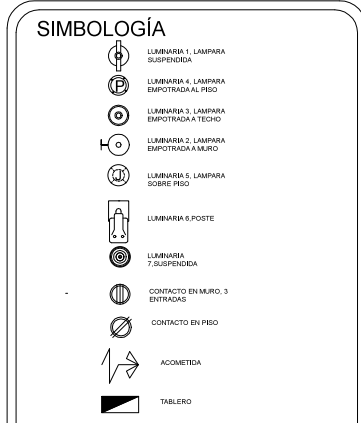 SIMBOLOGÍA
LUMINARIA 1, LAMPARA
SUSPENDIDA
P
LUMINARIA 4, LAMPARA
EMPOTRADA AL PISO
LUMINARIA 3, LAMPARA
EMPOTRADA A TECHO
LUMINARIA 2, LAMPARA
EMPOTRADA A MURO
LUMINARIA 5, LAMPARA
SOBRE PISO
LUMINARIA 6,POSTE
LUMINARIA
7,SUSPENDIDA
CONTACTO EN MURO, 3
ENTRADAS
CONTACTO EN PISO
ACOMETIDA
TABLERO